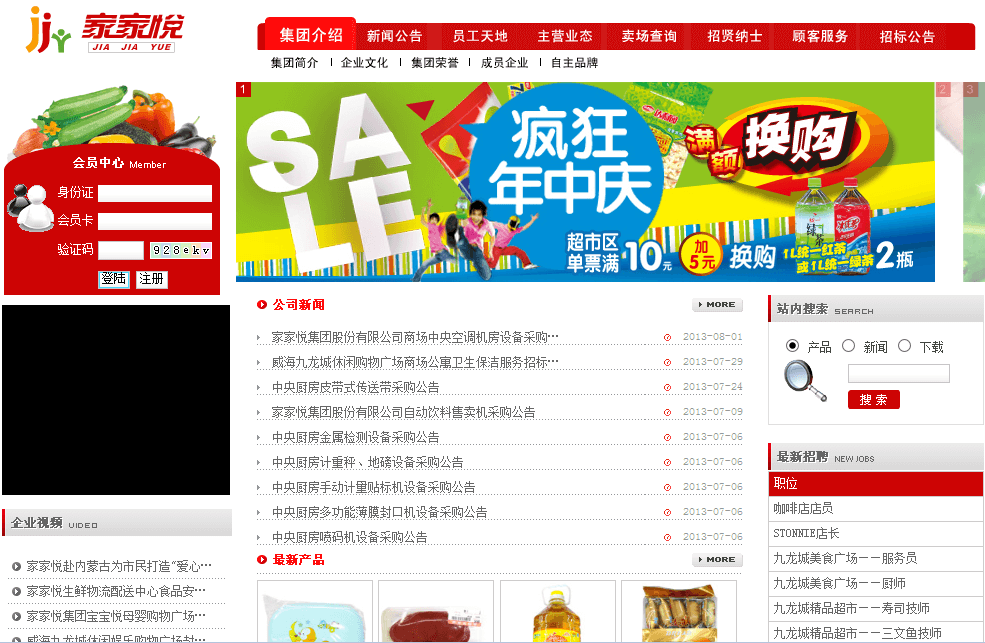 家家悦
JIA JIA YUE
集团介绍 新闻公告 员工天地 主营业态 卖场查询 招贤纳士 顾客服务 招标公告
集团简介 | 企业文化 | 集团荣誉 | 成员企业 | 自主品牌
1
2
3
SALE
疯狂
年中庆
满额
换购
超市区
单票满10元
加5元
换购
1L统一红茶
或1L统一绿茶
2瓶
会员中心 Member
身份证
会员卡
验证码 928ekv
登陆 注册
企业视频 VIDEO
家家悦赴内蒙古为市民打造“爱心…
家家悦生鲜物流配送中心食品安…
家家悦集团宝宝悦母婴购物广场…
威海九龙城休闲娱乐购物广场封…
公司新闻 MORE
家家悦集团股份有限公司商场中央空调机房设备采购… 2013-08-01
威海九龙城休闲购物广场商场公寓卫生保洁服务招标… 2013-07-29
中央厨房皮带式传送带采购公告 2013-07-24
家家悦集团股份有限公司自动饮料售卖机采购公告 2013-07-09
中央厨房金属检测设备采购公告 2013-07-06
中央厨房计重秤、地磅设备采购公告 2013-07-06
中央厨房手动计量贴标机设备采购公告 2013-07-06
中央厨房多功能薄膜封口机设备采购公告 2013-07-06
中央厨房喷码机设备采购公告 2013-07-06
最新产品 MORE
站内搜索 SEARCH
产品 新闻 下载
搜 索
最新招聘 NEW JOBS
职位
咖啡店店员
STONNIE店长
九龙城美食广场——服务员
九龙城美食广场——厨师
九龙城精品超市——寿司技师
九龙城精品超市——三文鱼技师